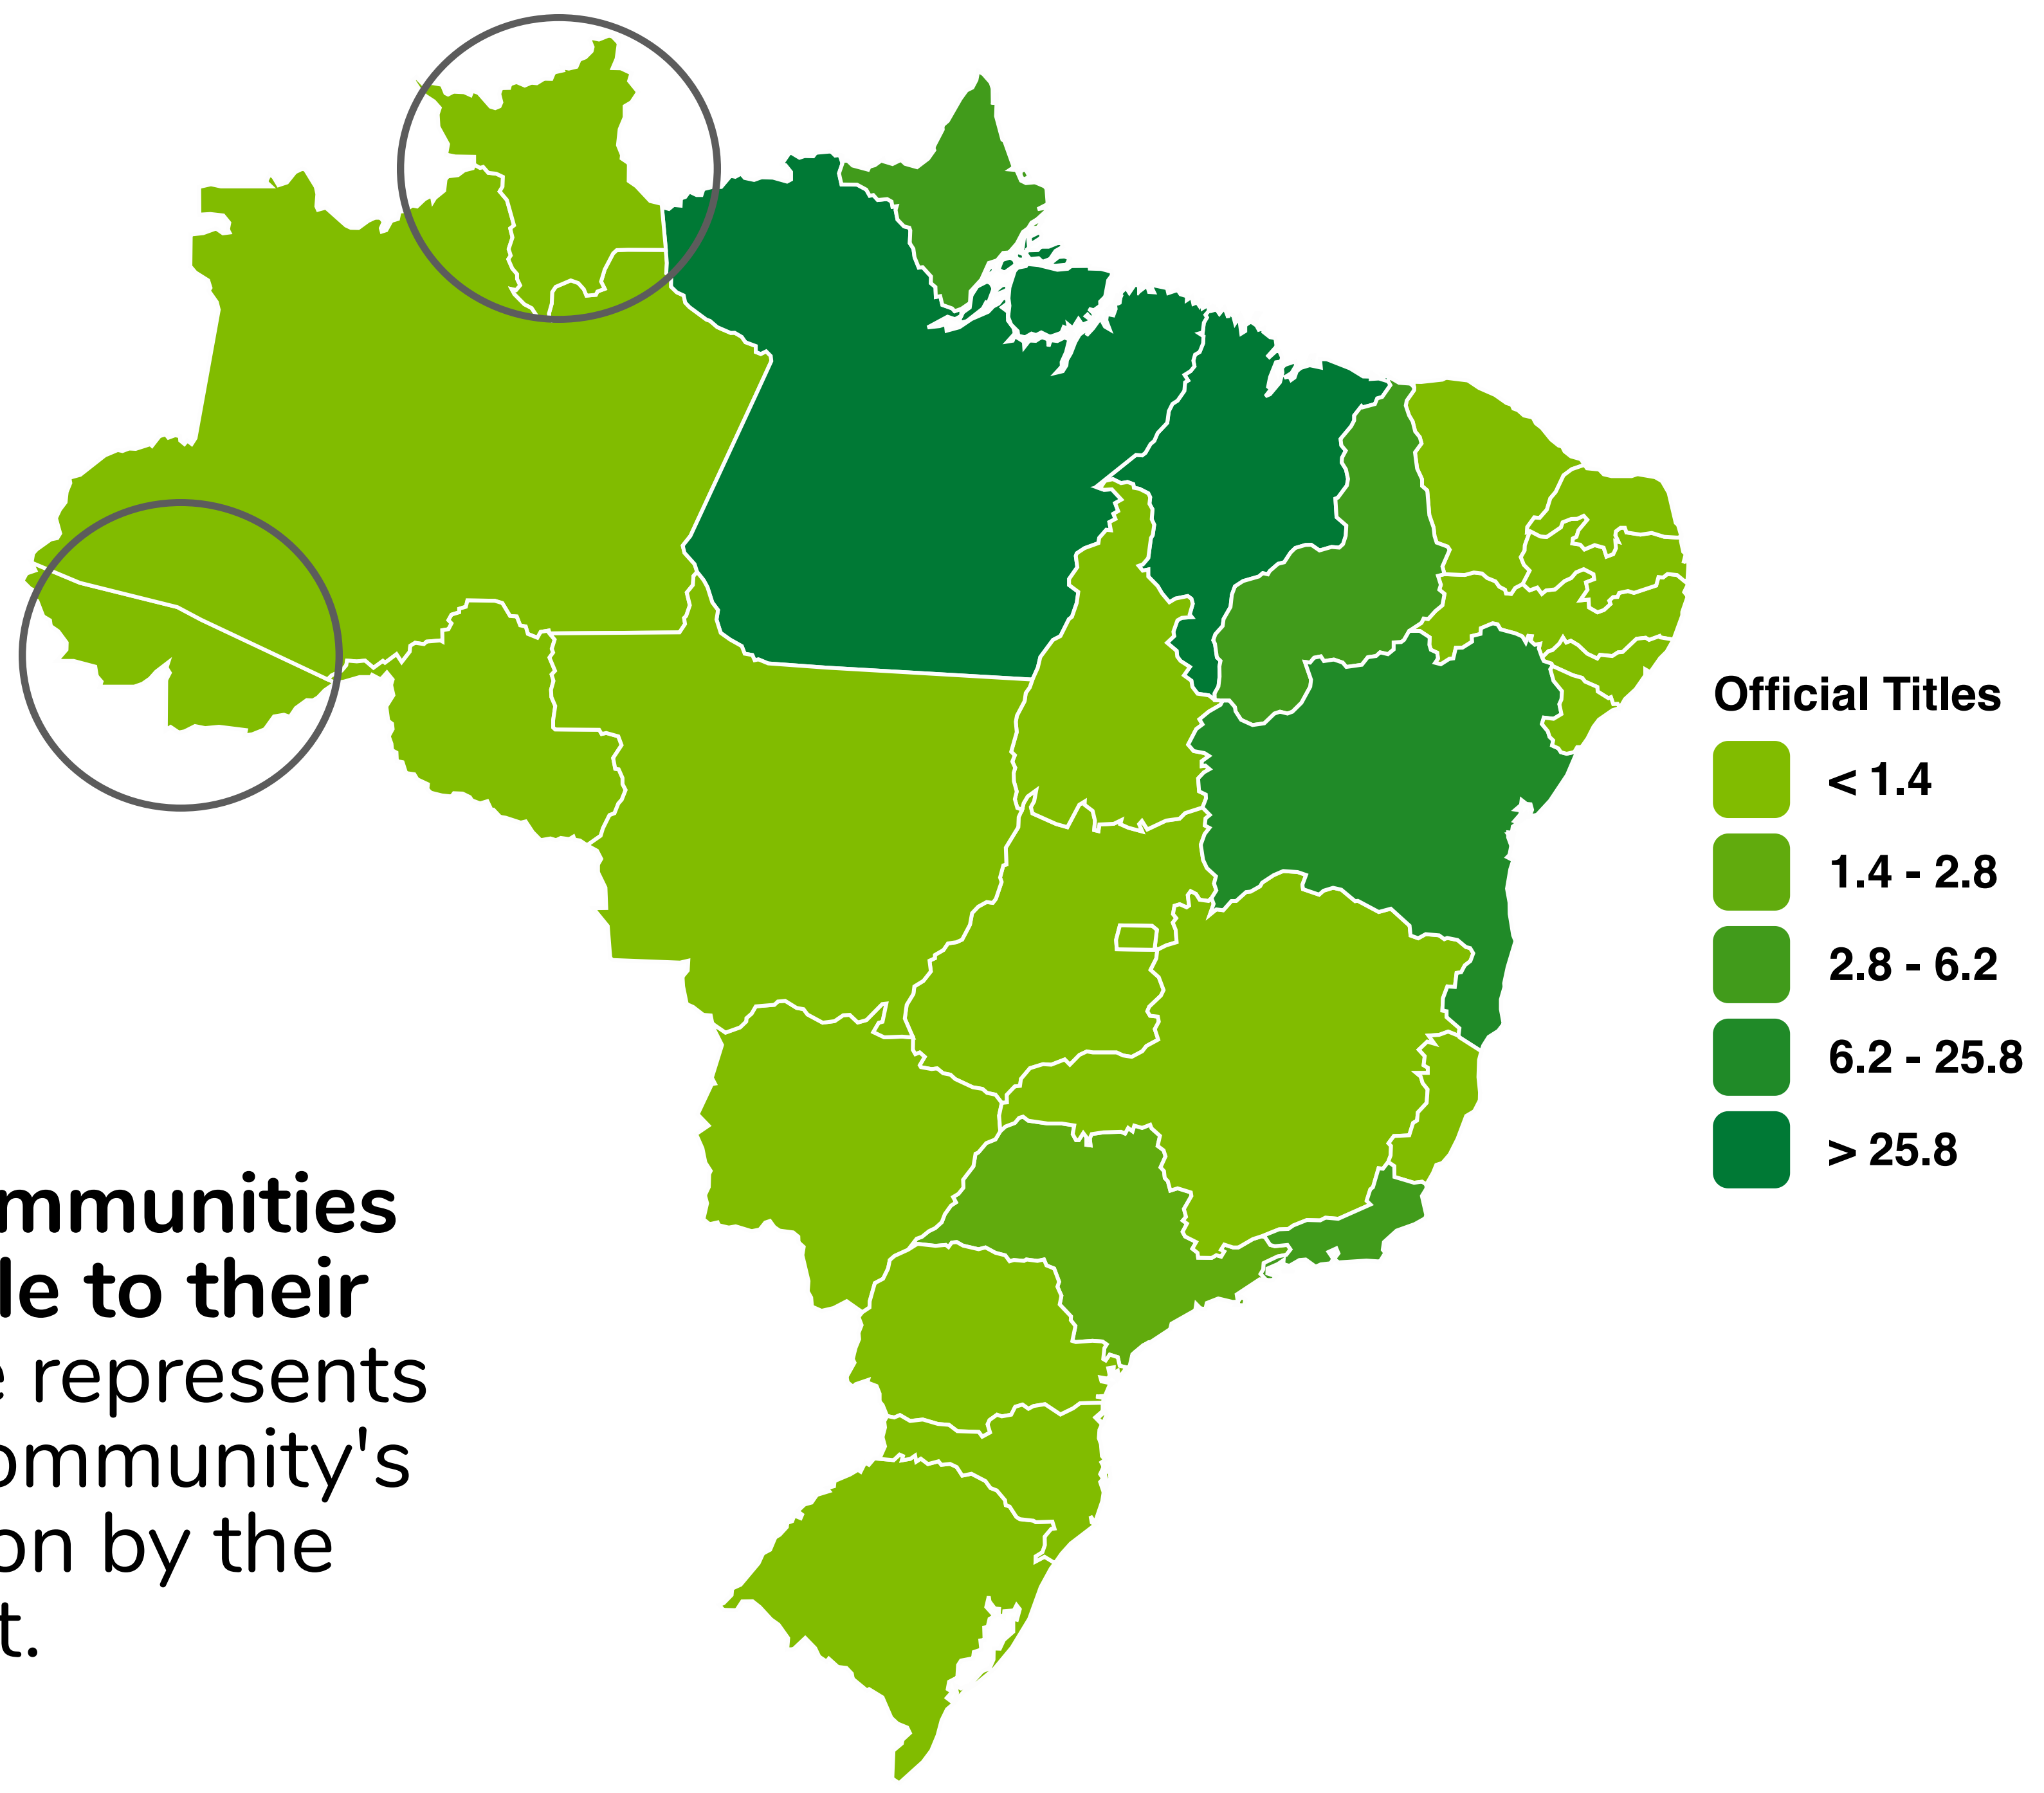 Official Titles
< 1.4
1.4 - 2.8
2.8 - 6.2
6.2 - 25.8
> 25.8
mmunities
le to their
represents
ommunity's
on by the
t.